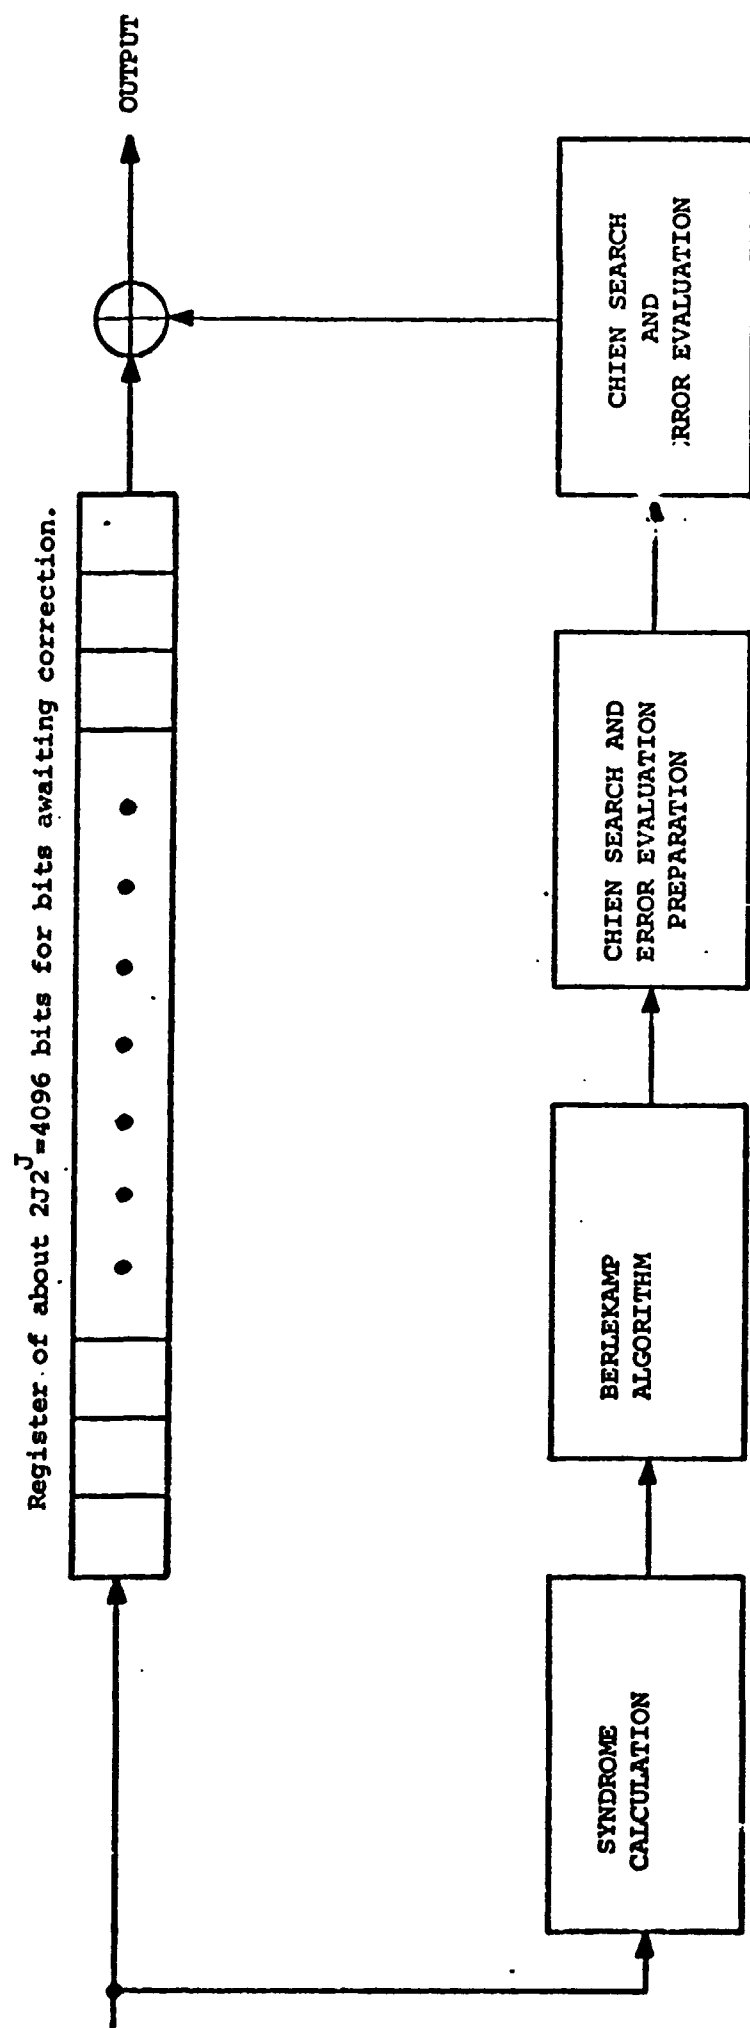 Register of about 2J2^J=4096 bits for bits awaiting correction.
OUTPUT
SYNDROME
CALCULATION
BERLEKAMP
ALGORITHM
CHIEN SEARCH AND
ERROR EVALUATION
PREPARATION
CHIEN SEARCH
AND
RROR EVALUATION